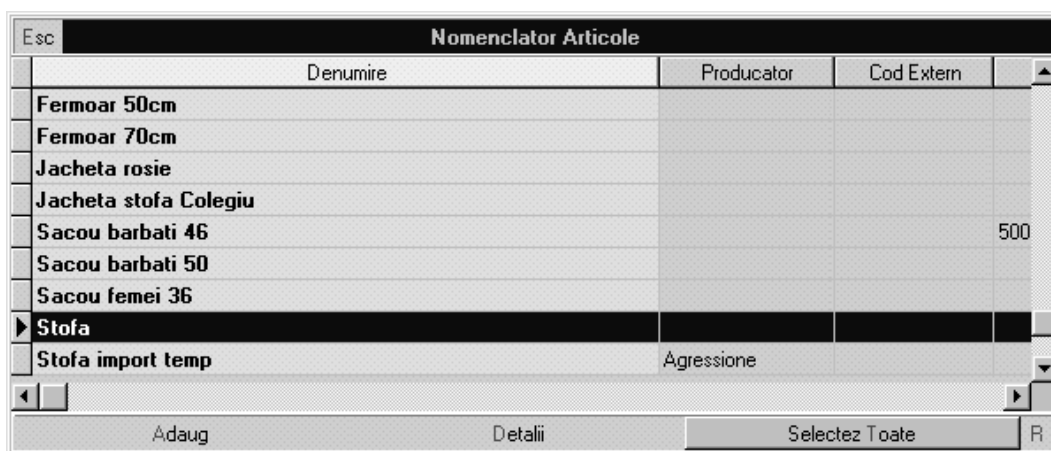 Esc Nomenclator Articole
Denumire Producator Cod Extern
Fermoar 50cm
Fermoar 70cm
Jacheta rosie
Jacheta stofa Colegiu
Sacou barbati 46 500
Sacou barbati 50
Sacou femei 36
Stofa
Stofa import temp Agressione
Adaug Detalii Selectez Toate R